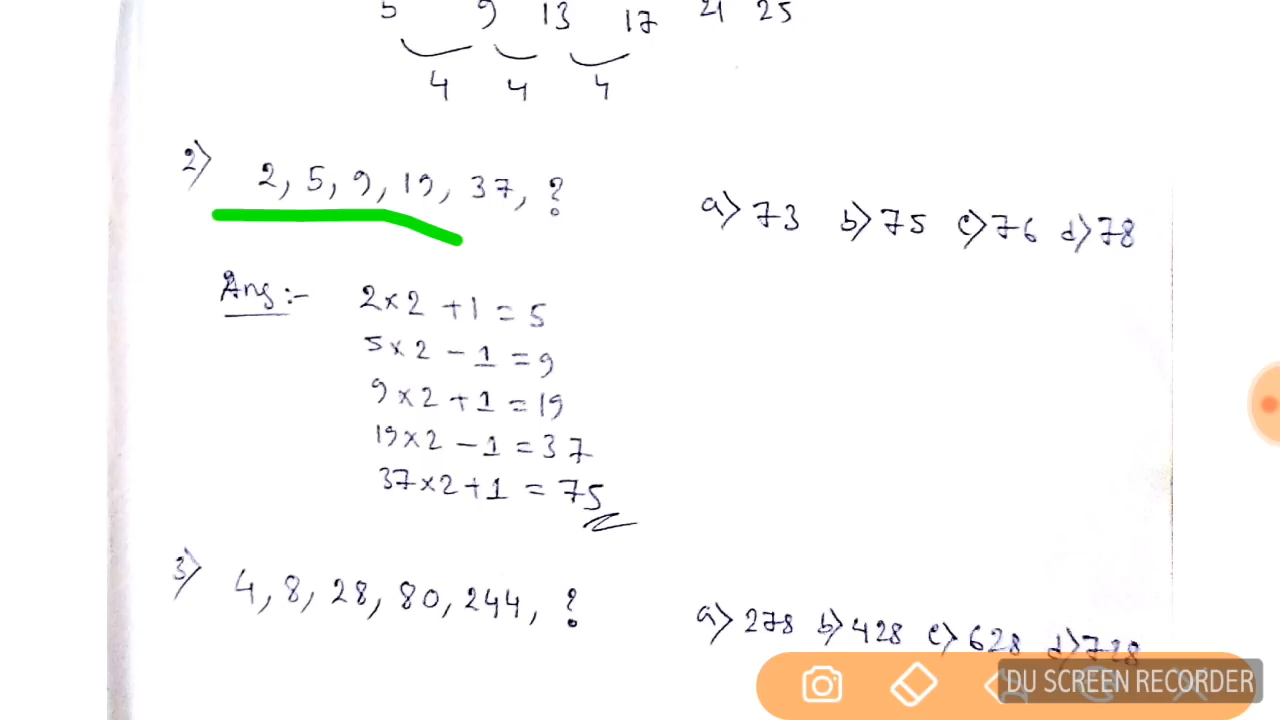 5 9 13 17 21 25
4 4 4
2) 2, 5, 9, 19, 37, ?
a) 73 b) 75 c) 76 d) 78
Ans :- 2×2 +1 = 5
5×2 - 1 = 9
9×2 + 1 = 19
19×2 - 1 = 37
37×2 + 1 = 75
3) 4, 8, 28, 80, 244, ?
a) 278 b) 428 c) 628 d) 728
DU SCREEN RECORDER